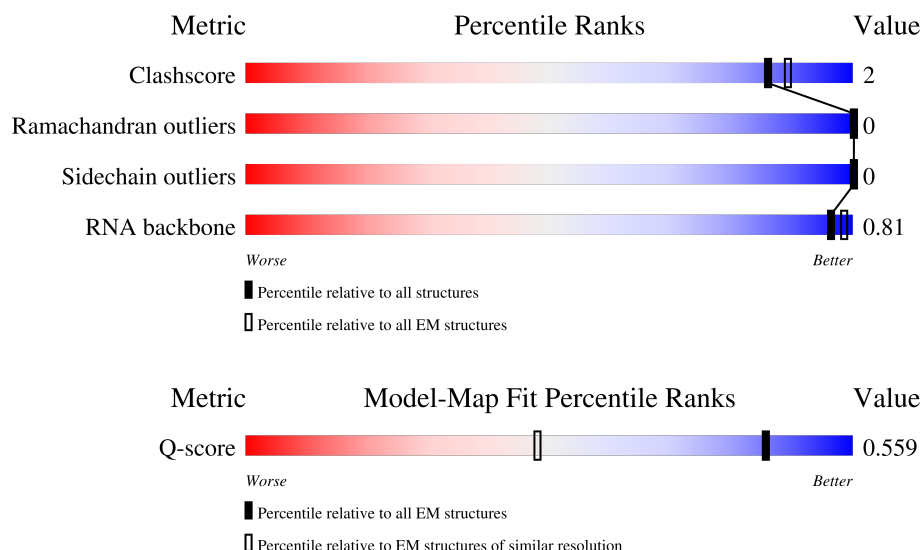 Metric Percentile Ranks Value
Clashscore 2
Ramachandran outliers 0
Sidechain outliers 0
RNA backbone 0.81
Worse Better
Percentile relative to all structures
Percentile relative to all EM structures
Metric Model-Map Fit Percentile Ranks Value
Q-score 0.559
Worse Better
Percentile relative to all EM structures
Percentile relative to EM structures of similar resolution